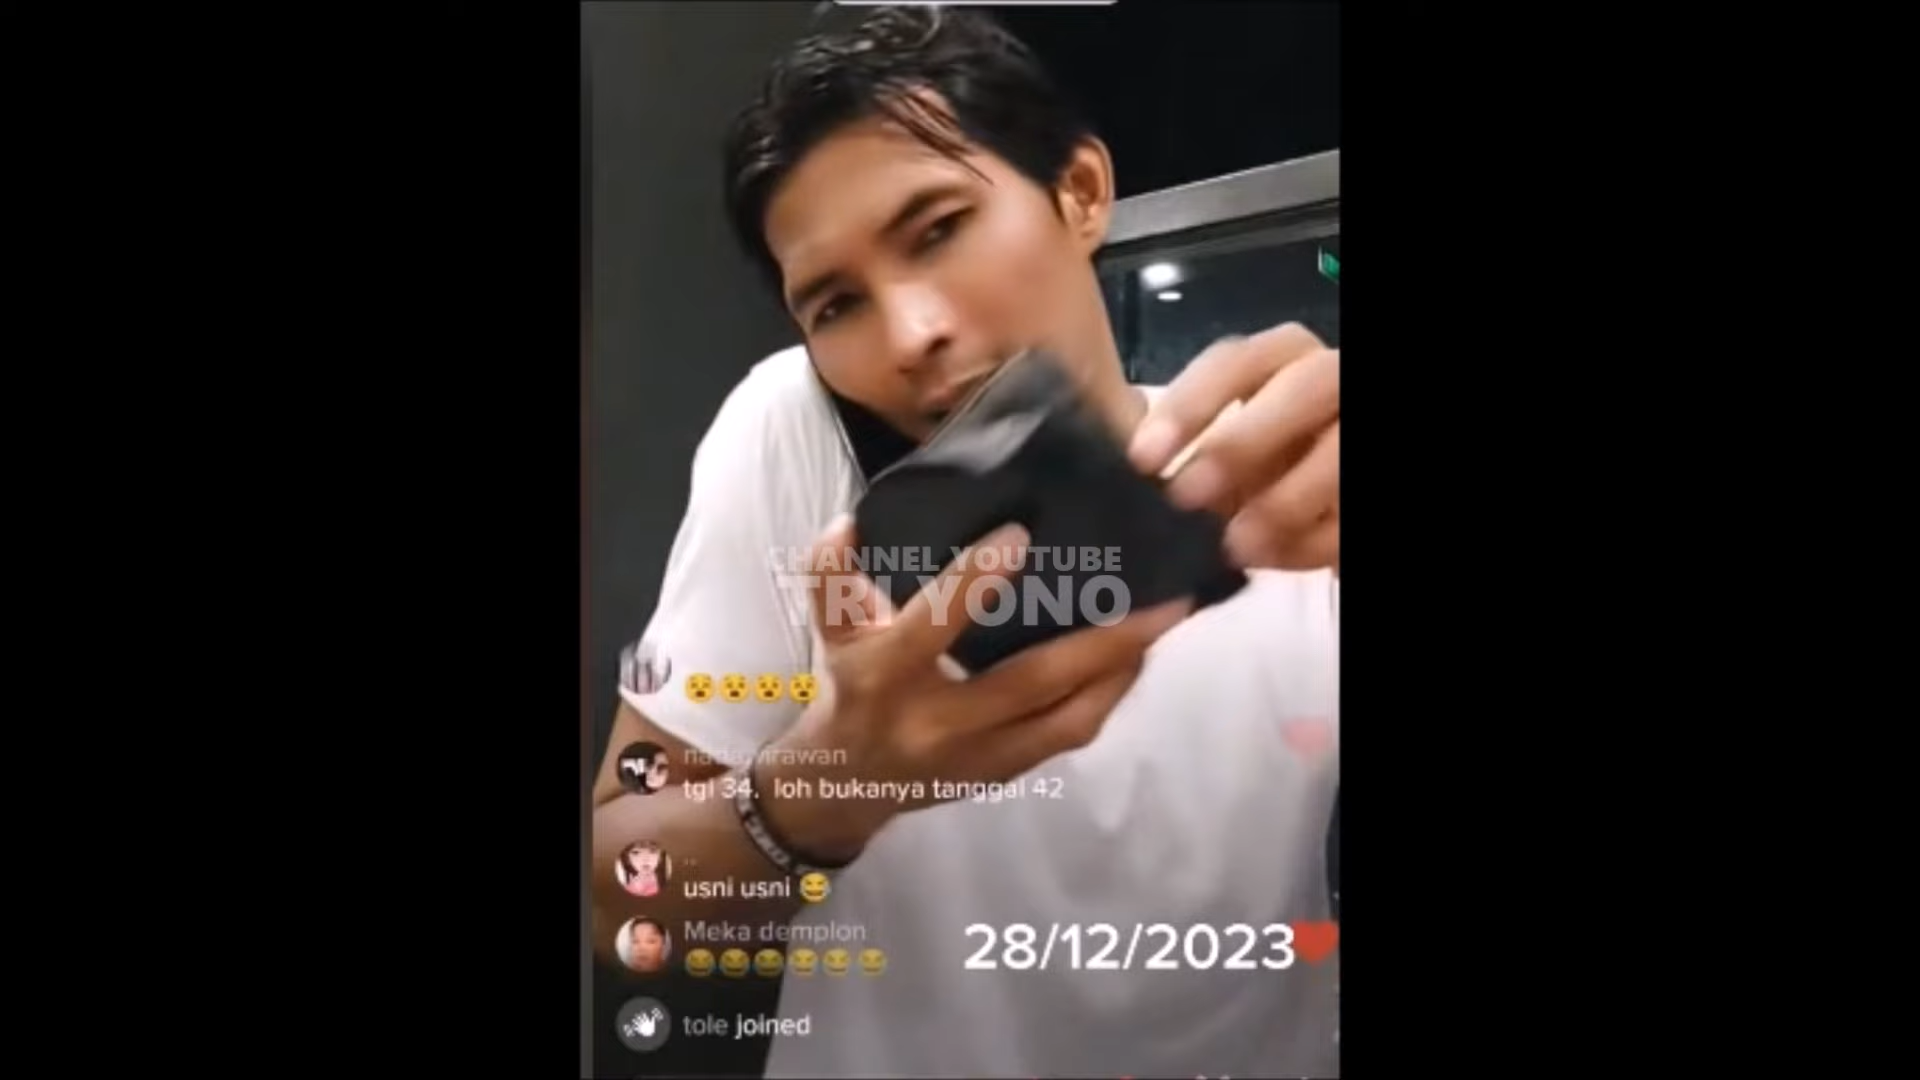 CHANNEL YOUTUBE
TRI YONO
😵😵😵😵
tgl 34. loh bukanya tanggal 42
..
usni usni 😂
Meka demplon
😂😂😂😂😂😂
28/12/2023
tole joined